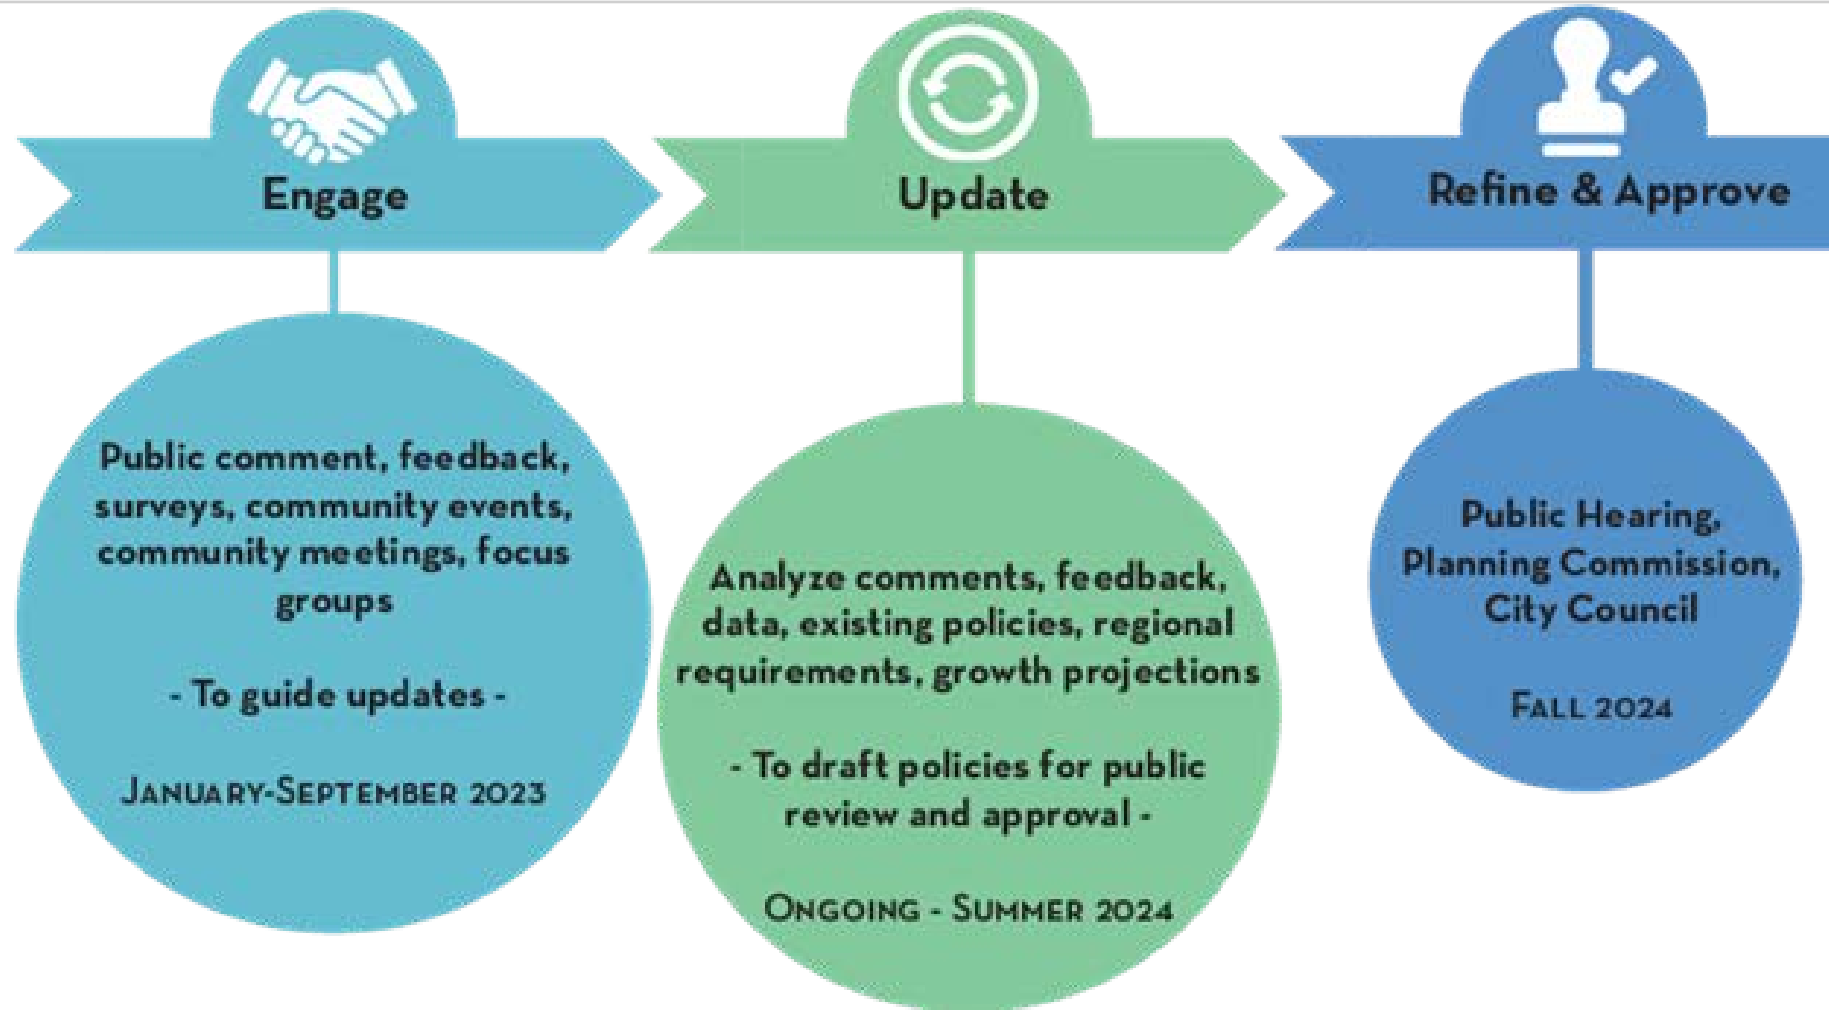 Engage
Public comment, feedback,
surveys, community events,
community meetings, focus
groups
- To guide updates -
JANUARY-SEPTEMBER 2023
Update
Analyze comments, feedback,
data, existing policies, regional
requirements, growth projections
- To draft policies for public
review and approval -
ONGOING - SUMMER 2024
Refine & Approve
Public Hearing,
Planning Commission,
City Council
FALL 2024